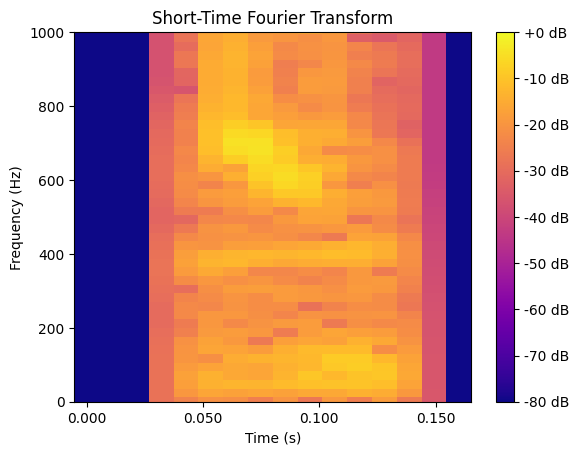 Short-Time Fourier Transform
1000
800
600
400
200
0
Frequency (Hz)
0.000
0.050
0.100
0.150
Time (s)
+0 dB
-10 dB
-20 dB
-30 dB
-40 dB
-50 dB
-60 dB
-70 dB
-80 dB